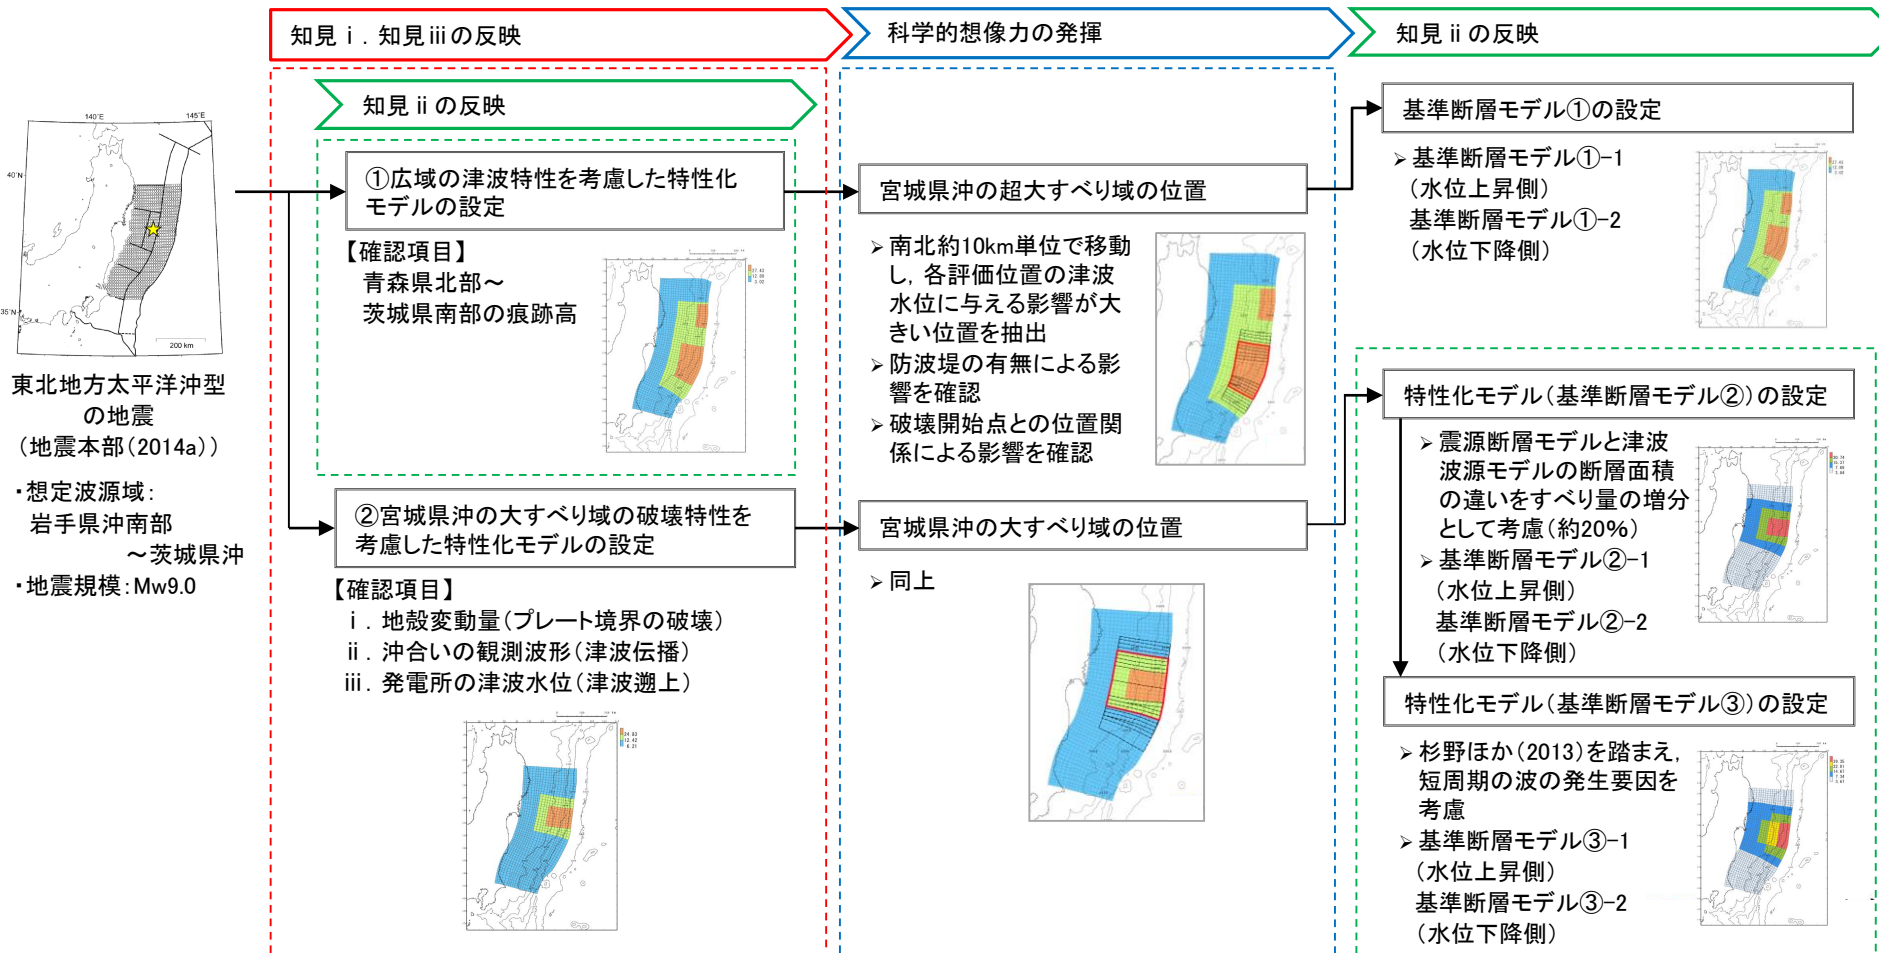 知見ⅰ．知見ⅲの反映
科学的想像力の発揮
知見ⅱの反映
知見ⅱの反映
140˚E
145˚E
40˚N
35˚N
200 km
東北地方太平洋沖型
の地震
（地震本部（2014a））
・想定波源域：
岩手県沖南部
～茨城県沖
・地震規模：Mw9.0
①広域の津波特性を考慮した特性化
モデルの設定
【確認項目】
青森県北部～
茨城県南部の痕跡高
②宮城県沖の大すべり域の破壊特性を
考慮した特性化モデルの設定
【確認項目】
ⅰ．地殻変動量（プレート境界の破壊）
ⅱ．沖合いの観測波形（津波伝播）
ⅲ．発電所の津波水位（津波遡上）
宮城県沖の超大すべり域の位置
➢南北約10km単位で移動
し，各評価位置の津波
水位に与える影響が大
きい位置を抽出
➢防波堤の有無による影
響を確認
➢破壊開始点との位置関
係による影響を確認
宮城県沖の大すべり域の位置
➢同上
基準断層モデル①の設定
➢基準断層モデル①-1
（水位上昇側）
基準断層モデル①-2
（水位下降側）
特性化モデル（基準断層モデル②）の設定
➢震源断層モデルと津波
波源モデルの断層面積
の違いをすべり量の増分
として考慮（約20%）
➢基準断層モデル②-1
（水位上昇側）
基準断層モデル②-2
（水位下降側）
特性化モデル（基準断層モデル③）の設定
➢杉野ほか（2013）を踏まえ，
短周期の波の発生要因を
考慮
➢基準断層モデル③-1
（水位上昇側）
基準断層モデル③-2
（水位下降側）